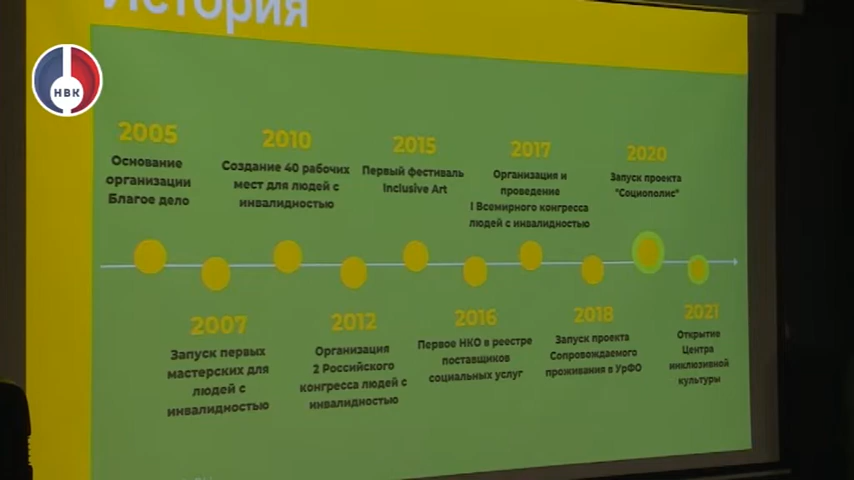 История
НВК
2005
Основание
организации
Благое дело
2010
Создание 40 рабочих
мест для людей с
инвалидностью
2015
Первый фестиваль
Inclusive Art
2017
Организация и
проведение
I Всемирного конгресса
людей с инвалидностью
2020
Запуск проекта
"Социополис"
2007
Запуск первых
мастерских для
людей с
инвалидностью
2012
Организация
2 Российского
конгресса людей с
инвалидностью
2016
Первое НКО в реестре
поставщиков
социальных услуг
2018
Запуск проекта
Сопровождаемого
проживания в УрФО
2021
Открытие
Центра
инклюзивной
культуры